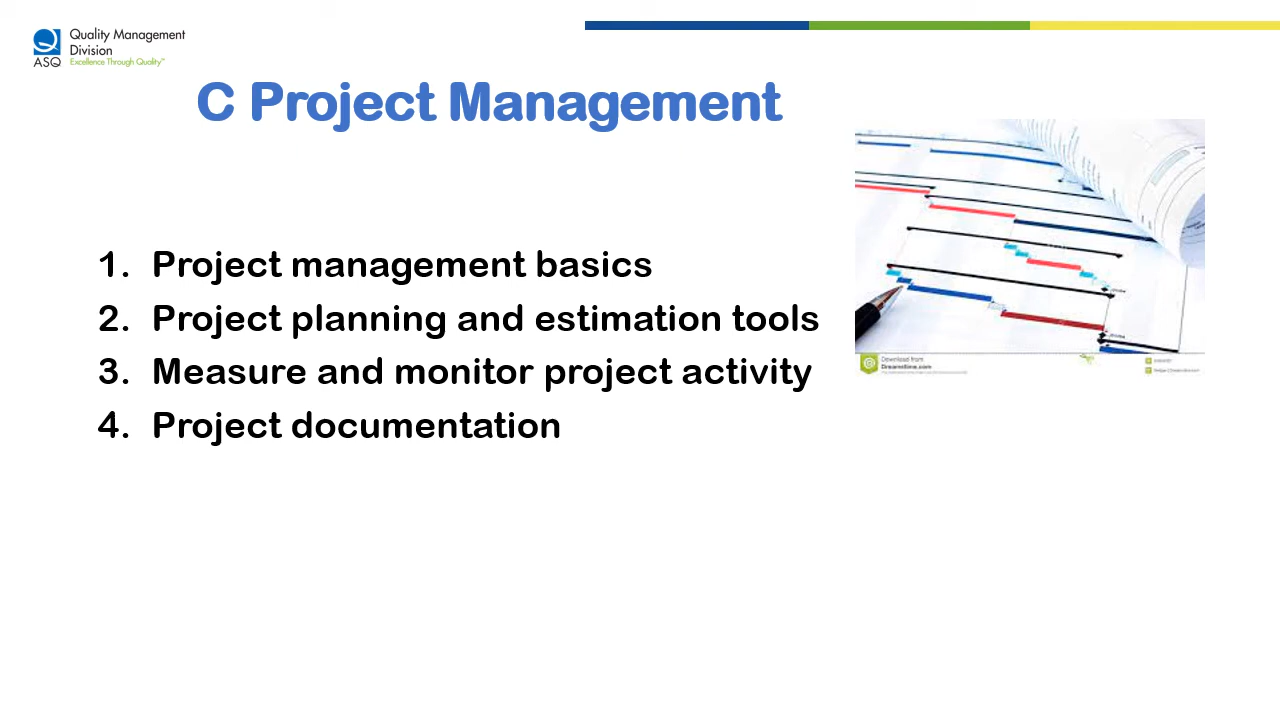 Quality Management
Division
ASQ
Excellence Through Quality™
C Project Management
1. Project management basics
2. Project planning and estimation tools
3. Measure and monitor project activity
4. Project documentation
Download from
Dreamstime.com